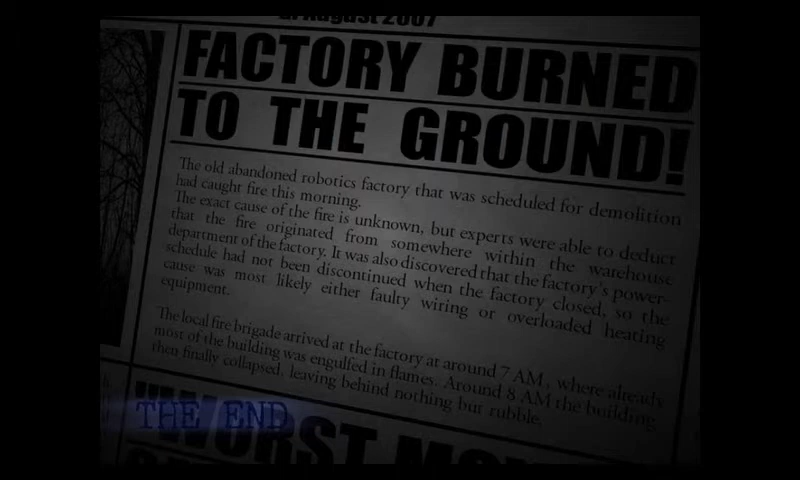 August 2007
FACTORY BURNED
TO THE GROUND!
The old abandoned robotics factory that was scheduled for demolition
had caught fire this morning.
The exact cause of the fire is unknown, but experts were able to deduct
that the fire originated from somewhere within the warehouse
department of the factory. It was also discovered that the factory's power-
schedule had not been discontinued when the factory closed, so the
cause was most likely either faulty wiring or overloaded heating
equipment.
The local fire brigade arrived at the factory at around 7 AM, where already
most of the building was engulfed in flames. Around 8 AM the building
then finally collapsed, leaving behind nothing but rubble.
THE END
"WORST